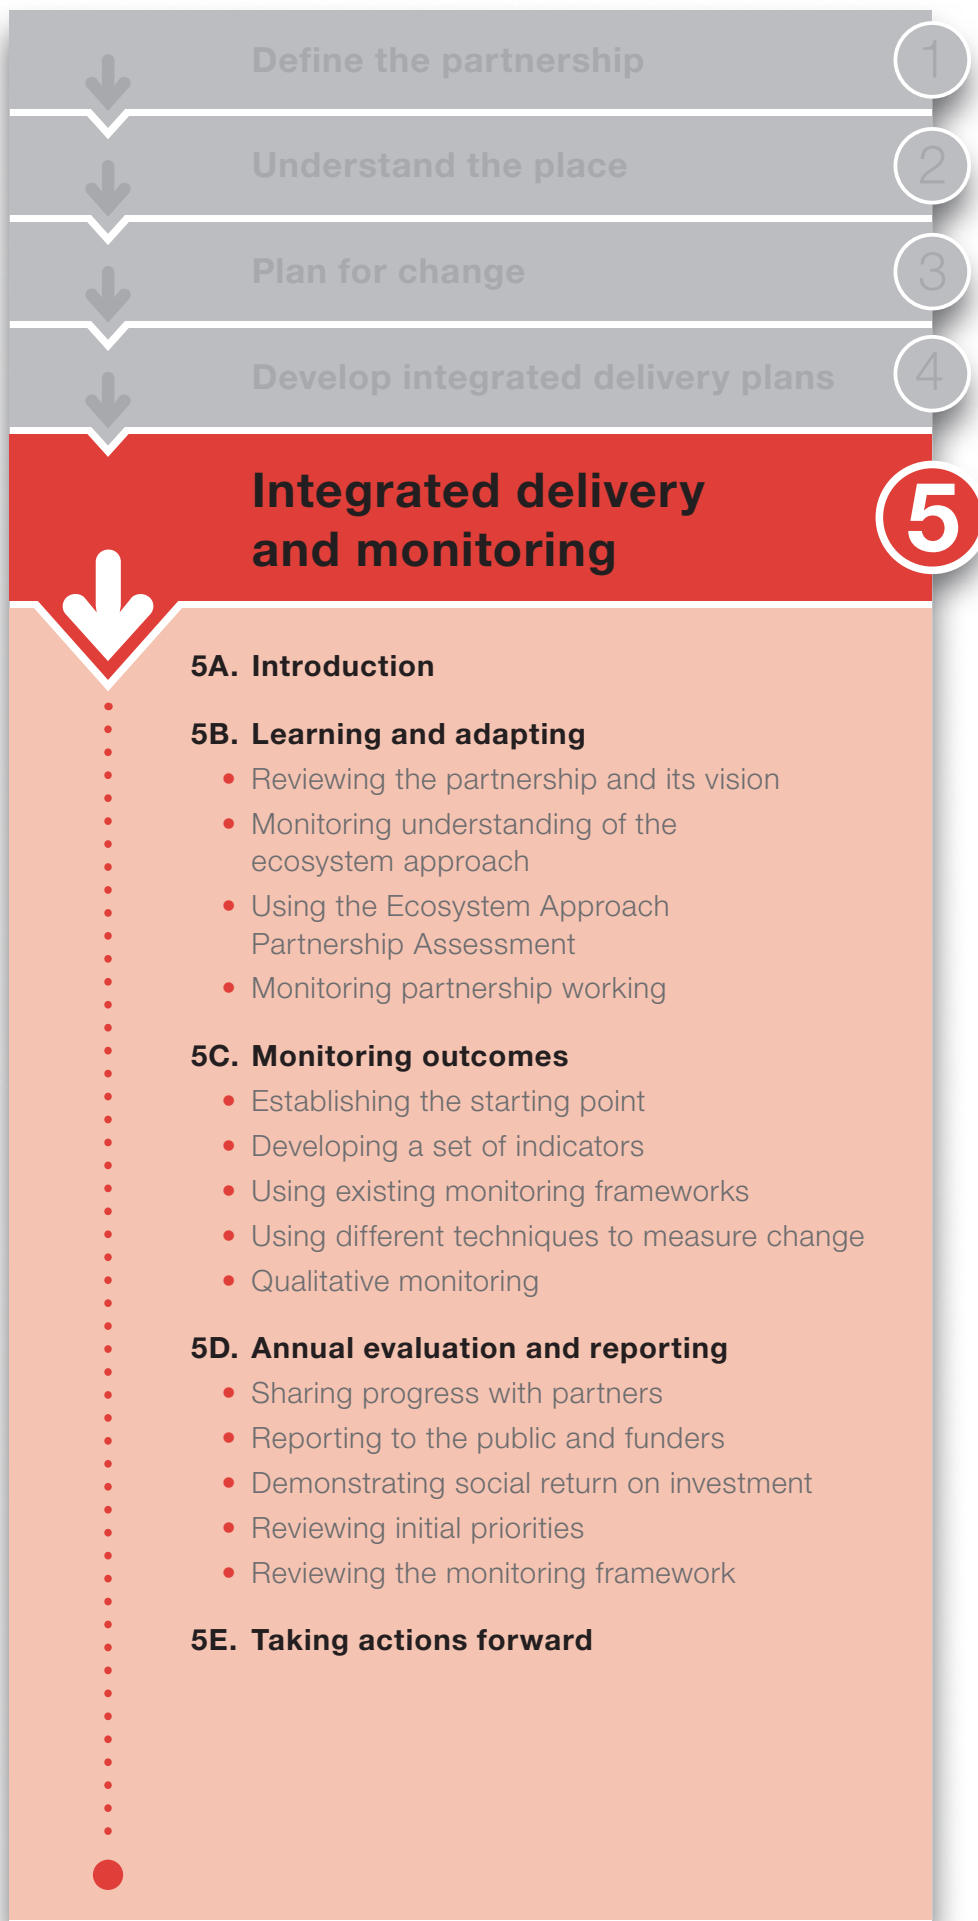 Define the partnership 1
Understand the place 2
Plan for change 3
Develop integrated delivery plans 4
Integrated delivery
and monitoring
5
5A. Introduction
5B. Learning and adapting
• Reviewing the partnership and its vision
• Monitoring understanding of the
ecosystem approach
• Using the Ecosystem Approach
Partnership Assessment
• Monitoring partnership working
5C. Monitoring outcomes
• Establishing the starting point
• Developing a set of indicators
• Using existing monitoring frameworks
• Using different techniques to measure change
• Qualitative monitoring
5D. Annual evaluation and reporting
• Sharing progress with partners
• Reporting to the public and funders
• Demonstrating social return on investment
• Reviewing initial priorities
• Reviewing the monitoring framework
5E. Taking actions forward